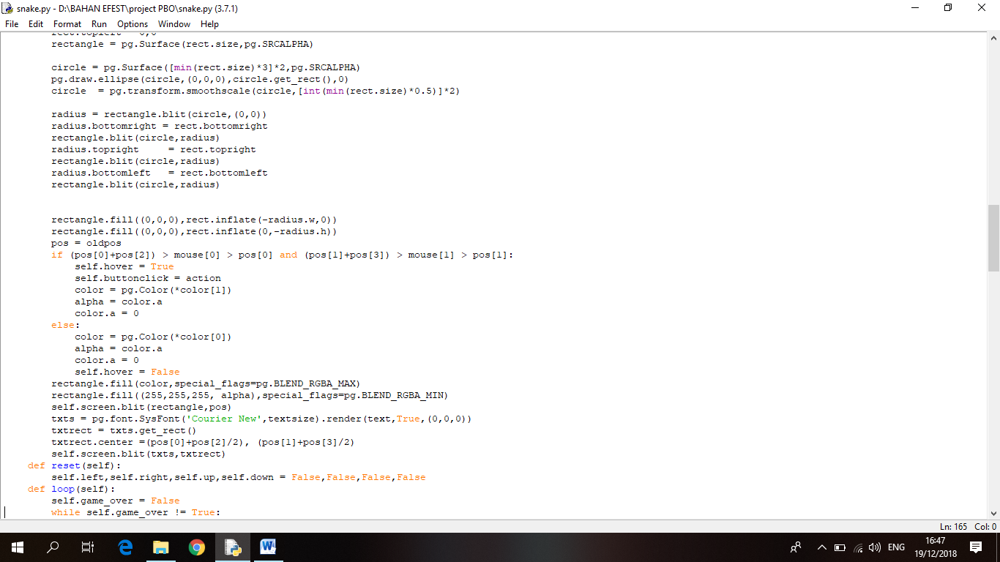 snake.py - D:\BAHAN EFEST\project PBO\snake.py (3.7.1)
File Edit Format Run Options Window Help
rect.topleft = 0,0
rectangle = pg.Surface(rect.size,pg.SRCALPHA)
circle = pg.Surface([min(rect.size)*3]*2,pg.SRCALPHA)
pg.draw.ellipse(circle,(0,0,0),circle.get_rect(),0)
circle  = pg.transform.smoothscale(circle,[int(min(rect.size)*0.5)]*2)
radius = rectangle.blit(circle,(0,0))
radius.bottomright = rect.bottomright
rectangle.blit(circle,radius)
radius.topright     = rect.topright
rectangle.blit(circle,radius)
radius.bottomleft   = rect.bottomleft
rectangle.blit(circle,radius)
rectangle.fill((0,0,0),rect.inflate(-radius.w,0))
rectangle.fill((0,0,0),rect.inflate(0,-radius.h))
pos = oldpos
if (pos[0]+pos[2]) > mouse[0] > pos[0] and (pos[1]+pos[3]) > mouse[1] > pos[1]:
self.hover = True
self.buttonclick = action
color = pg.Color(*color[1])
alpha = color.a
color.a = 0
else:
color = pg.Color(*color[0])
alpha = color.a
color.a = 0
self.hover = False
rectangle.fill(color,special_flags=pg.BLEND_RGBA_MAX)
rectangle.fill((255,255,255, alpha),special_flags=pg.BLEND_RGBA_MIN)
self.screen.blit(rectangle,pos)
txts = pg.font.SysFont('Courier New',textsize).render(text,True,(0,0,0))
txtrect = txts.get_rect()
txtrect.center =(pos[0]+pos[2]/2), (pos[1]+pos[3]/2)
self.screen.blit(txts,txtrect)
def reset(self):
self.left,self.right,self.up,self.down = False,False,False,False
def loop(self):
self.game_over = False
while self.game_over != True:
Ln: 165 Col: 0
ENG
16:47
19/12/2018